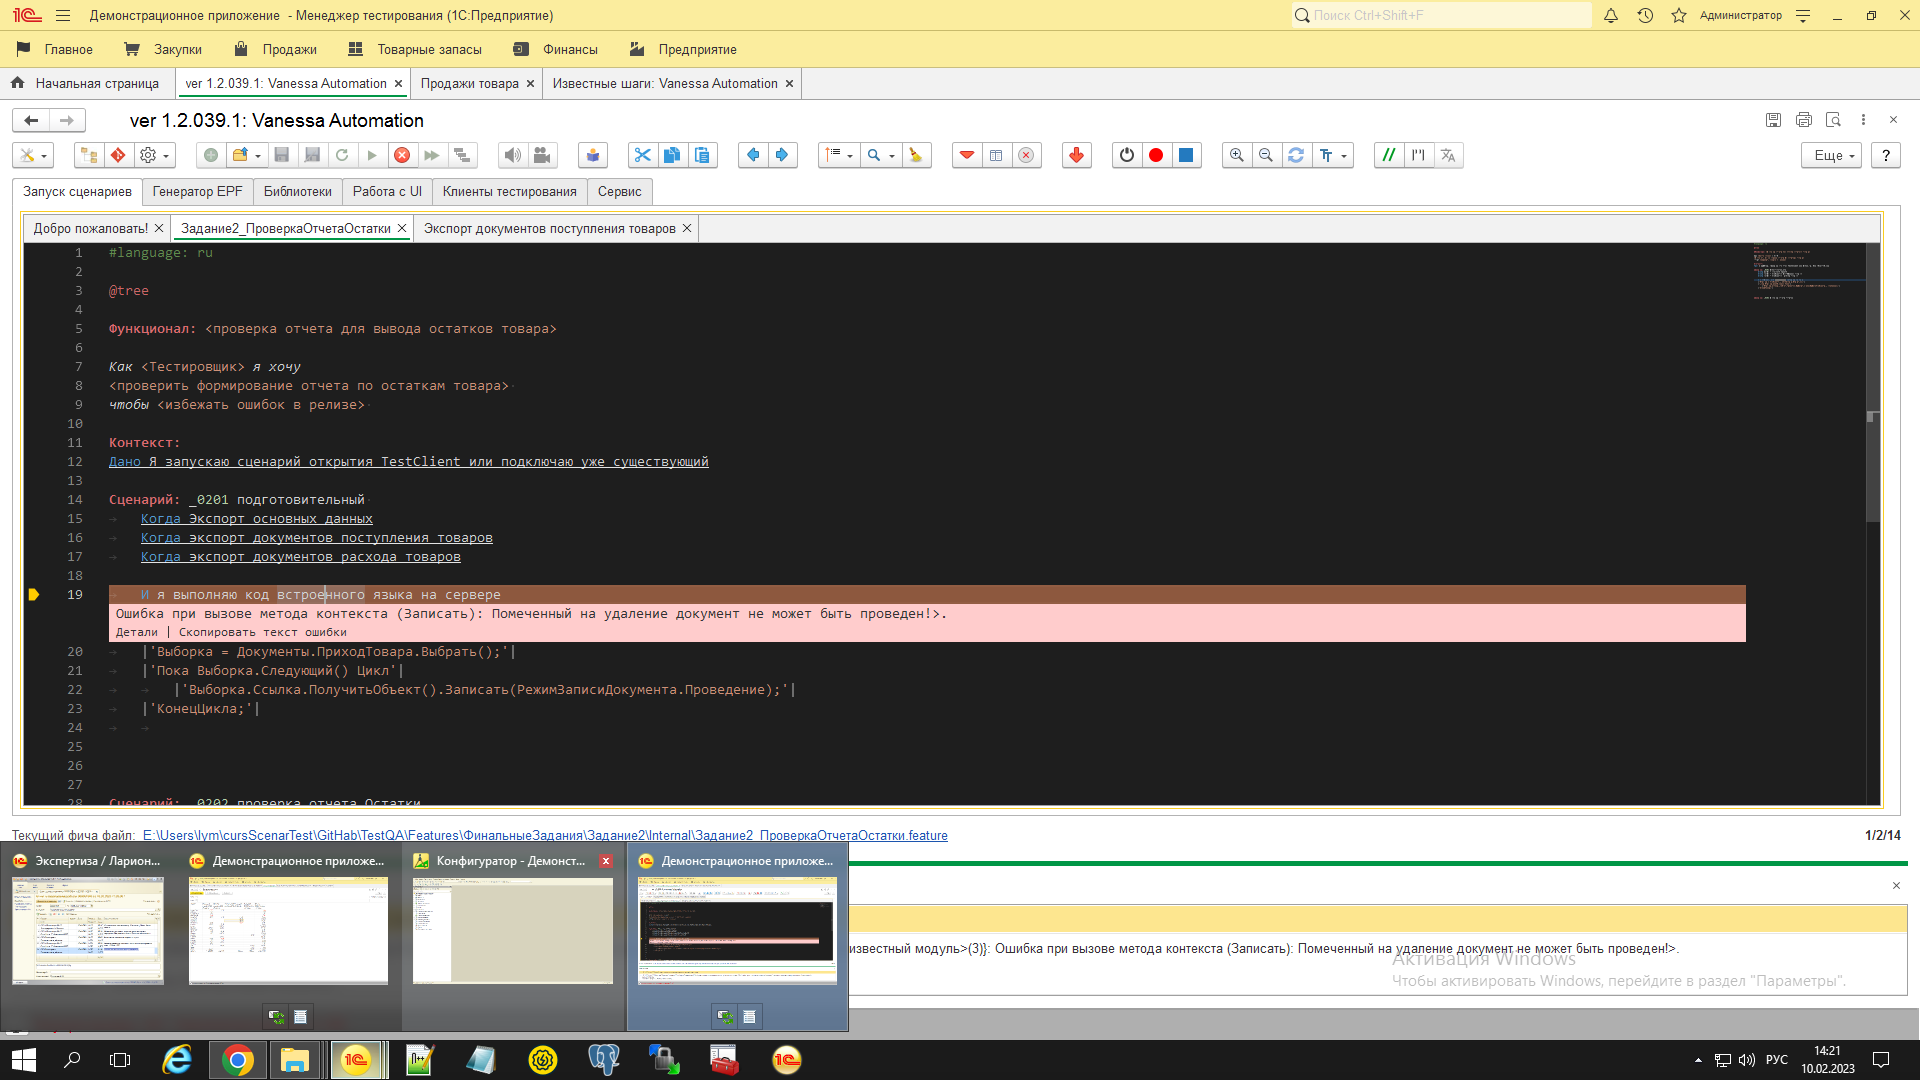 Демонстрационное приложение - Менеджер тестирования (1С:Предприятие)
Поиск Ctrl+Shift+F
Администратор
Главное Закупки Продажи Товарные запасы Финансы Предприятие
Начальная страница ver 1.2.039.1: Vanessa Automation × Продажи товара × Известные шаги: Vanessa Automation ×
ver 1.2.039.1: Vanessa Automation
Еще ?
Запуск сценариев Генератор EPF Библиотеки Работа с UI Клиенты тестирования Сервис
Добро пожаловать! × Задание2_ПроверкаОтчетаОстатки × Экспорт документов поступления товаров ×
1 #language: ru
2
3 @tree
4
5 Функционал: <проверка отчета для вывода остатков товара>
6
7 Как <Тестировщик> я хочу
8 <проверить формирование отчета по остаткам товара>
9 чтобы <избежать ошибок в релизе>
10
11 Контекст:
12 Дано Я запускаю сценарий открытия TestClient или подключаю уже существующий
13
14 Сценарий: _0201 подготовительный
15 Когда Экспорт основных данных
16 Когда экспорт документов поступления товаров
17 Когда экспорт документов расхода товаров
18
19 И я выполняю код встроенного языка на сервере
Ошибка при вызове метода контекста (Записать): Помеченный на удаление документ не может быть проведен!>.
Детали | Скопировать текст ошибки
20 |'Выборка = Документы.ПриходТовара.Выбрать();'|
21 |'Пока Выборка.Следующий() Цикл'|
22 |'Выборка.Ссылка.ПолучитьОбъект().Записать(РежимЗаписиДокумента.Проведение);'|
23 |'КонецЦикла;'|
24
25
26
27
28 Сценарий: _0202 проверка отчета Остатки
Текущий фича файл: E:\Users\lym\cursScenarTest\GitHab\TestQA\Features\ФинальныеЗадания\Задание2\Internal\Задание2_ПроверкаОтчетаОстатки.feature
1/2/14
Экспертиза / Ларион... Демонстрационное приложе... Конфигуратор - Демонст... Демонстрационное приложе...
известный модуль>(3)}: Ошибка при вызове метода контекста (Записать): Помеченный на удаление документ не может быть проведен!>.
Активация Windows
Чтобы активировать Windows, перейдите в раздел "Параметры".
РУС
14:21
10.02.2023